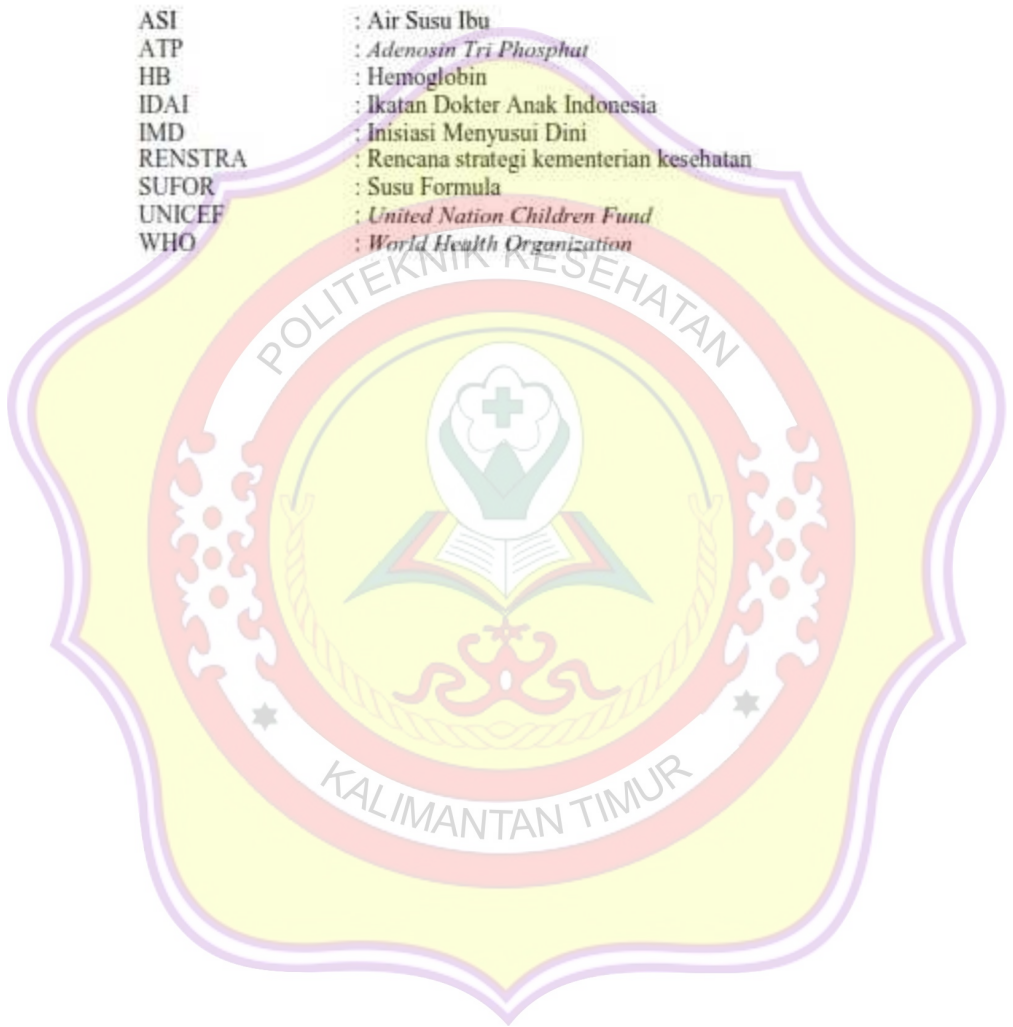 ASI : Air Susu Ibu
ATP : Adenosin Tri Phosphat
HB : Hemoglobin
IDAI : Ikatan Dokter Anak Indonesia
IMD : Inisiasi Menyusui Dini
RENSTRA : Rencana strategi kementerian kesehatan
SUFOR : Susu Formula
UNICEF : United Nation Children Fund
WHO : World Health Organization
POLITEKNIK KESEHATAN
KALIMANTAN TIMUR